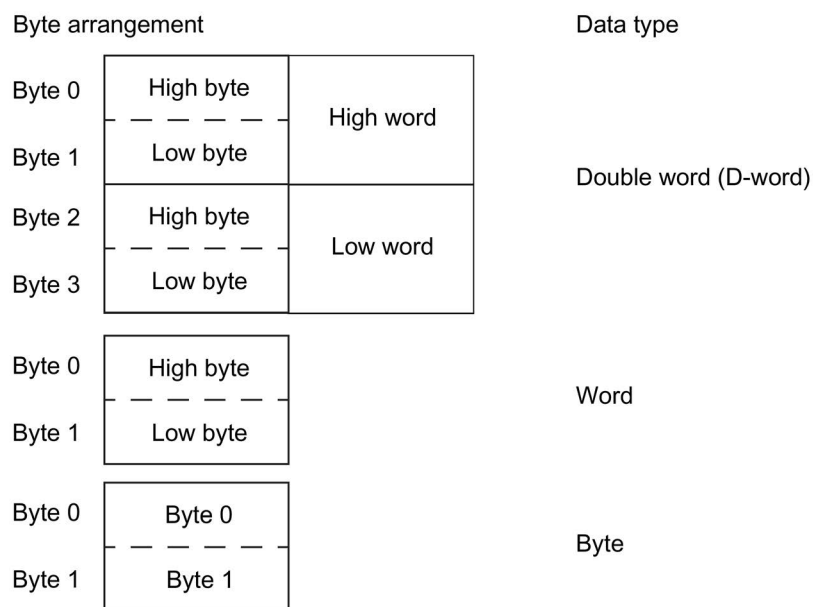 Byte arrangement Data type
Byte 0 High byte
High word
Byte 1 Low byte
Double word (D-word)
Byte 2 High byte
Low word
Byte 3 Low byte
Byte 0 High byte
Word
Byte 1 Low byte
Byte 0 Byte 0
Byte
Byte 1 Byte 1